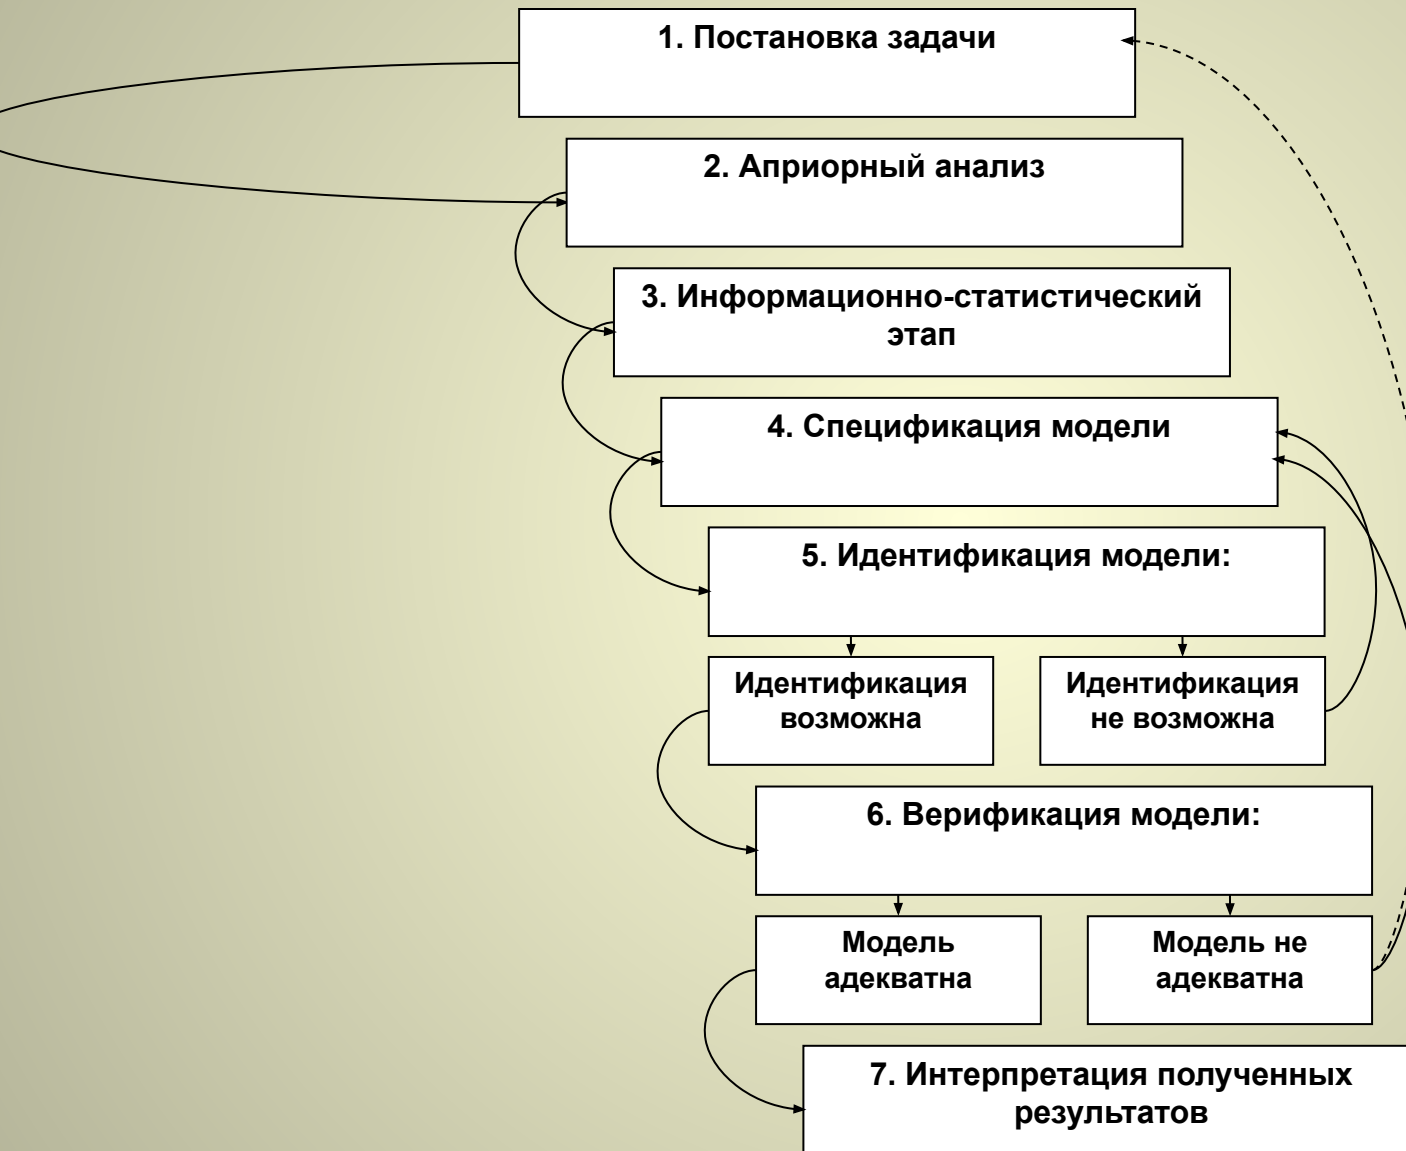 1. Постановка задачи
2. Априорный анализ
3. Информационно-статистический
этап
4. Спецификация модели
5. Идентификация модели:
Идентификация
возможна
Идентификация
не возможна
6. Верификация модели:
Модель
адекватна
Модель не
адекватна
7. Интерпретация полученных
результатов